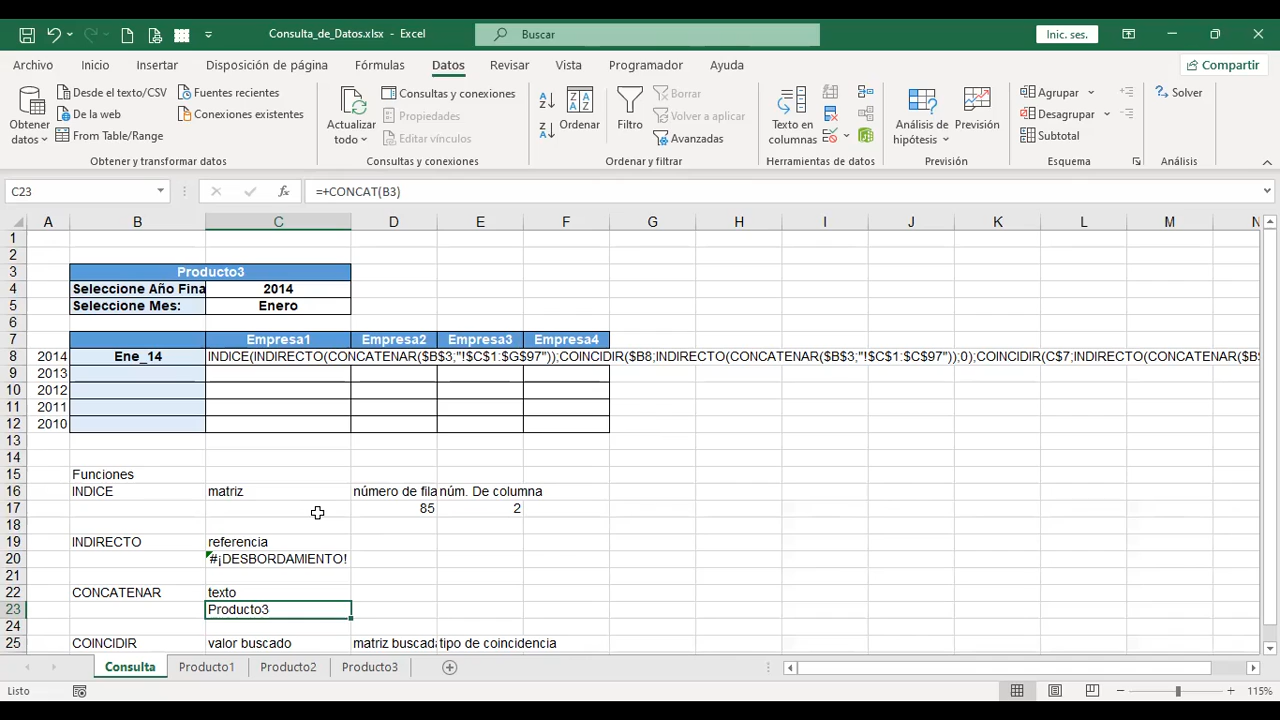 Consulta_de_Datos.xlsx - Excel
Buscar
Inic. ses.
Archivo Inicio Insertar Disposición de página Fórmulas Datos Revisar Vista Programador Ayuda
Compartir
Obtener datos
Desde el texto/CSV
De la web
From Table/Range
Fuentes recientes
Conexiones existentes
Obtener y transformar datos
Actualizar todo
Consultas y conexiones
Propiedades
Editar vínculos
Consultas y conexiones
Ordenar
Filtro
Borrar
Volver a aplicar
Avanzadas
Ordenar y filtrar
Texto en columnas
Herramientas de datos
Análisis de hipótesis
Previsión
Previsión
Agrupar
Desagrupar
Subtotal
Esquema
Solver
Análisis
C23 fx =+CONCAT(B3)
A B C D E F G H I J K L M N
1
2
3 Producto3
4 Seleccione Año Fina 2014
5 Seleccione Mes: Enero
6
7 Empresa1 Empresa2 Empresa3 Empresa4
8 2014 Ene_14 INDICE(INDIRECTO(CONCATENAR($B$3;"!$C$1:$G$97"));COINCIDIR($B8;INDIRECTO(CONCATENAR($B$3;"!$C$1:$C$97"));0);COINCIDIR(C$7;INDIRECTO(CONCATENAR($B$
9 2013
10 2012
11 2011
12 2010
13
14
15 Funciones
16 INDICE matriz número de fila núm. De columna
17 85 2
18
19 INDIRECTO referencia
20 #¡DESBORDAMIENTO!
21
22 CONCATENAR texto
23 Producto3
24
25 COINCIDIR valor buscado matriz buscada tipo de coincidencia
Consulta Producto1 Producto2 Producto3
Listo
115%